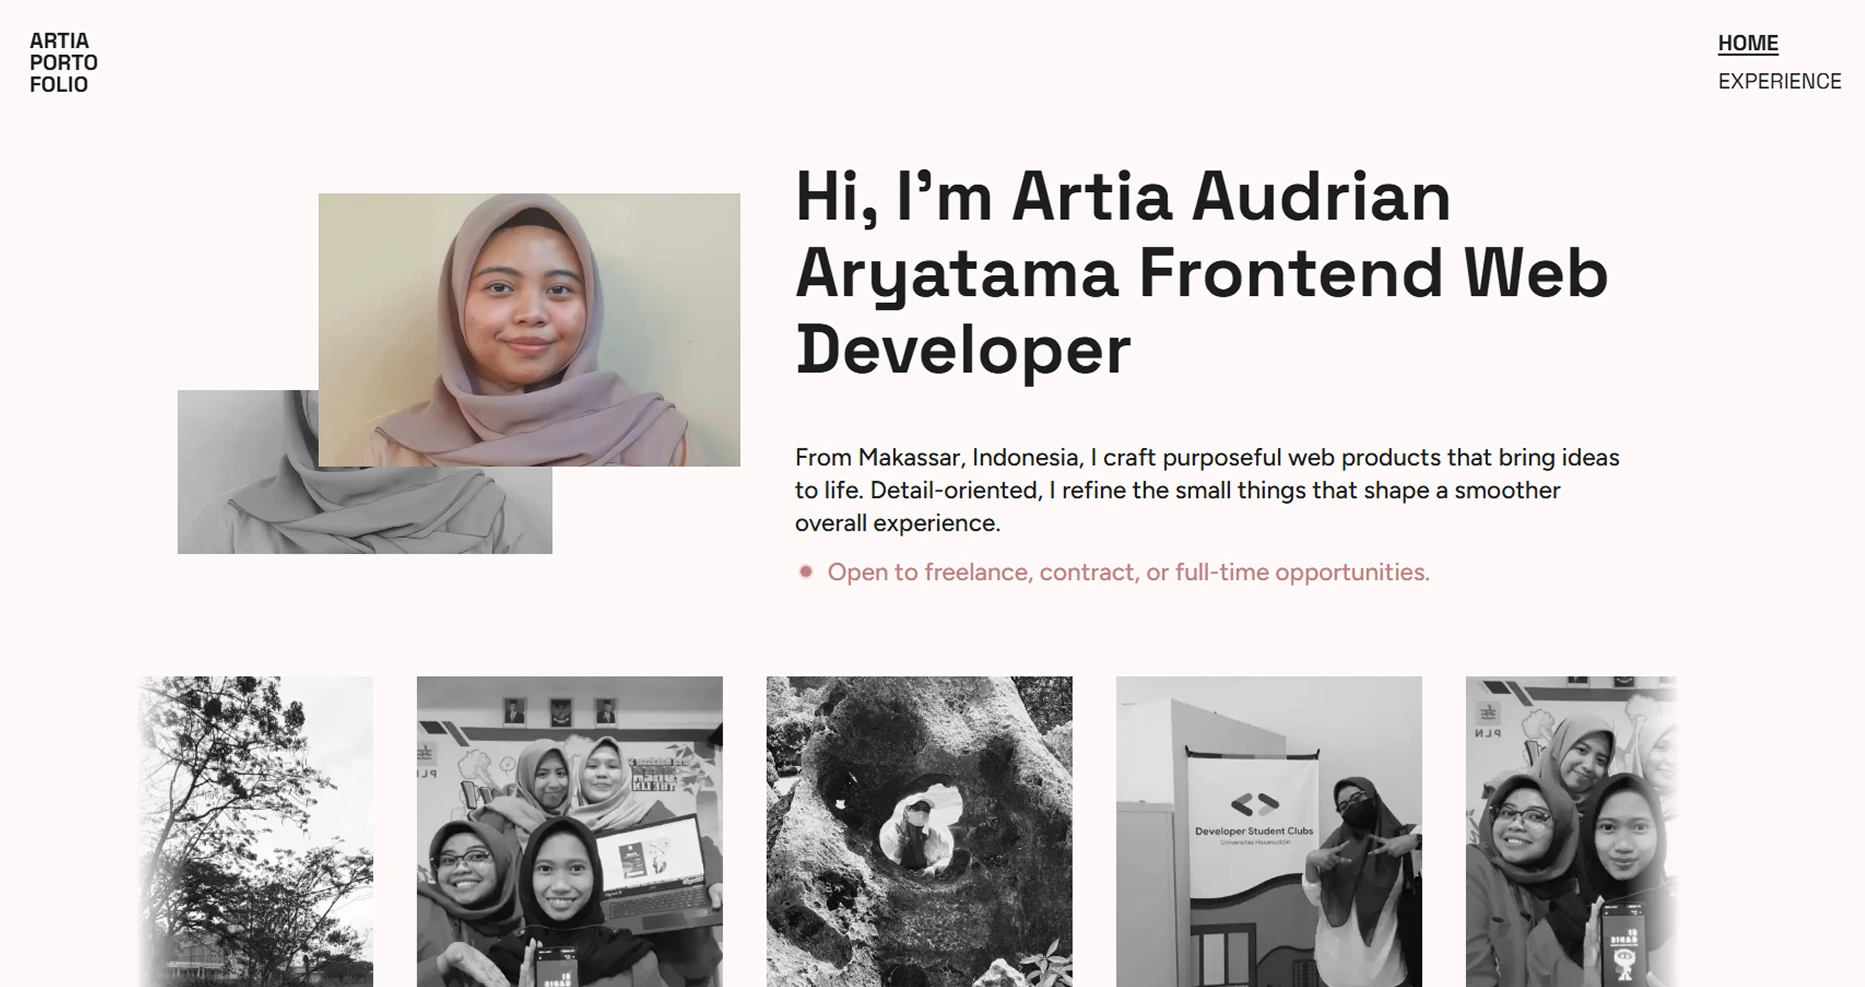 ARTIA
PORTO
FOLIO
HOME
EXPERIENCE
Hi, I’m Artia Audrian
Aryatama Frontend Web
Developer
From Makassar, Indonesia, I craft purposeful web products that bring ideas
to life. Detail-oriented, I refine the small things that shape a smoother
overall experience.
Open to freelance, contract, or full-time opportunities.
PLN
Developer Student Clubs
Universitas Hasanuddin
PLN